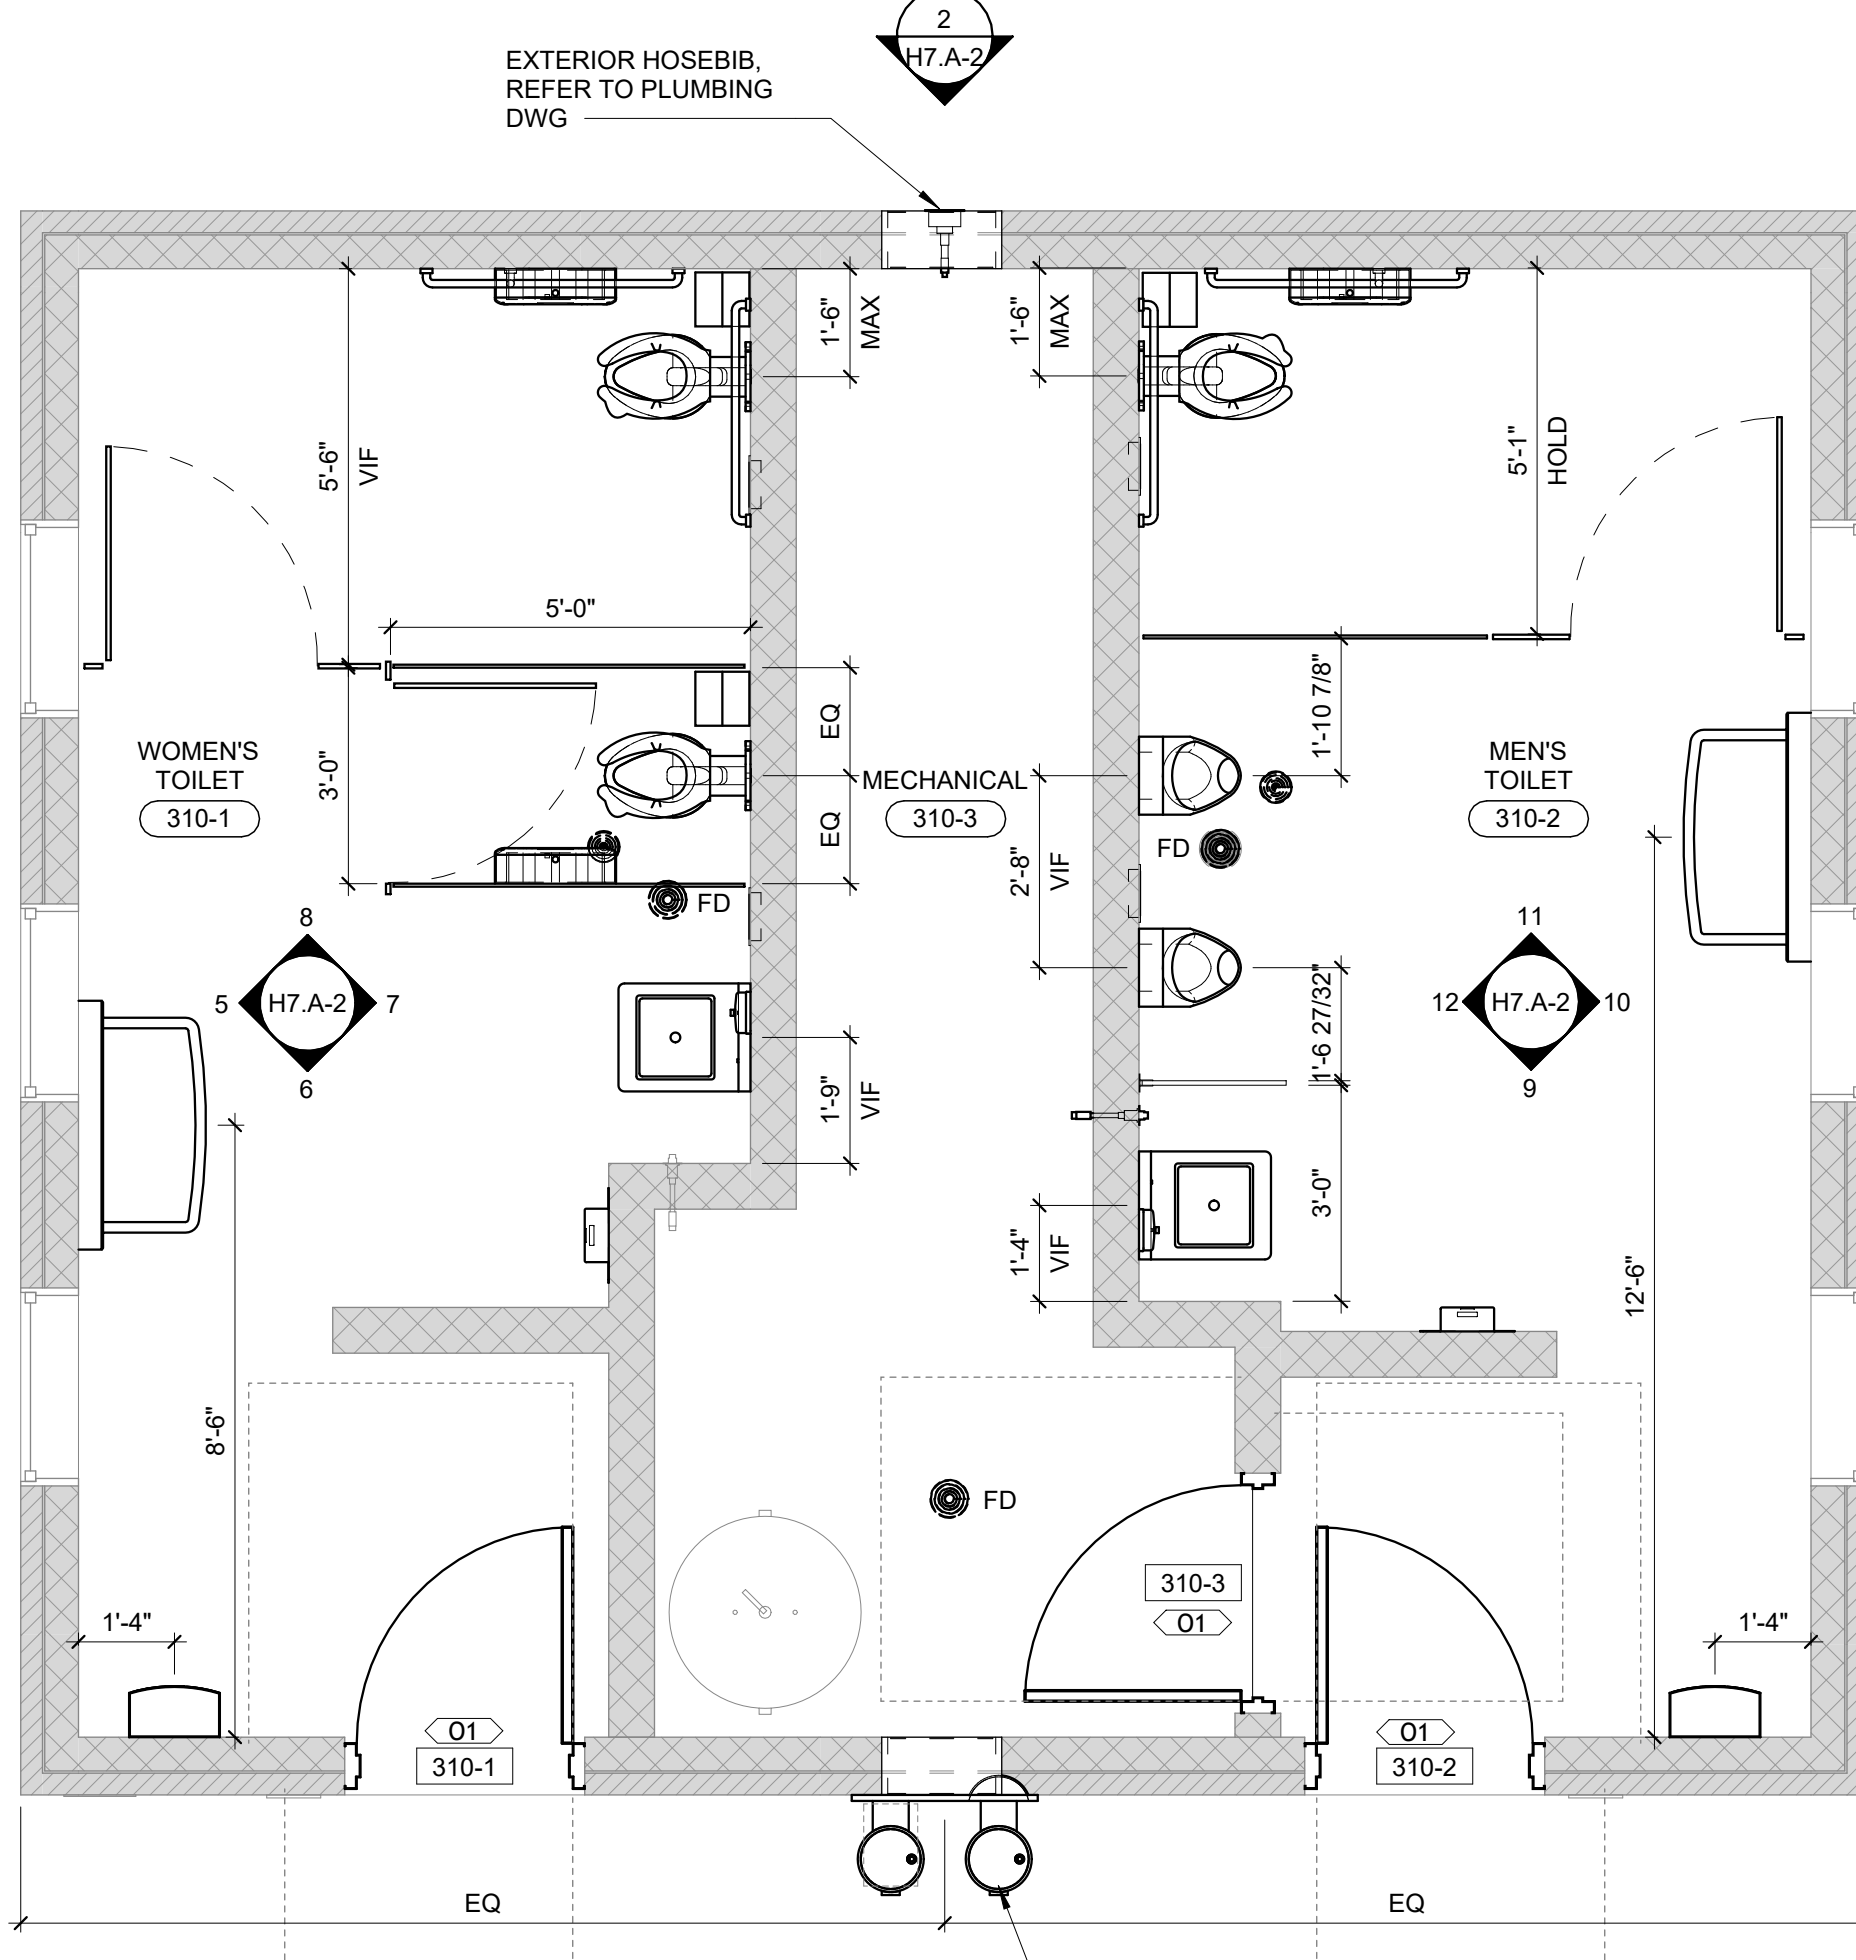 2
H7.A-2
EXTERIOR HOSEBIB,
REFER TO PLUMBING
DWG
1'-6"
MAX
1'-6"
MAX
5'-6"
VIF
5'-1"
HOLD
5'-0"
1'-10 7/8"
WOMEN'S
TOILET
310-1
3'-0"
EQ
EQ
MECHANICAL
310-3
2'-8"
VIF
MEN'S
TOILET
310-2
FD
FD
8
5
H7.A-2
7
6
11
12
H7.A-2
10
9
1'-6 27/32"
1'-9"
VIF
1'-4"
VIF
3'-0"
12'-6"
8'-6"
FD
310-3
01
1'-4"
1'-4"
01
310-1
01
310-2
EQ
EQ